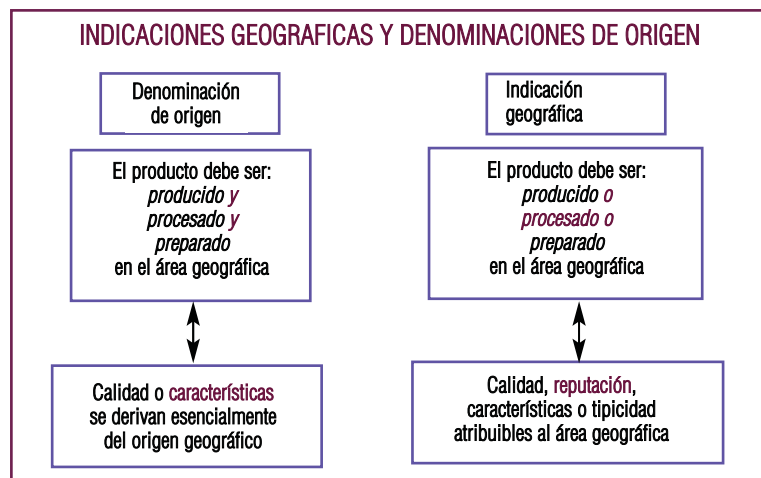 INDICACIONES GEOGRAFICAS Y DENOMINACIONES DE ORIGEN
Denominación
de origen
El producto debe ser:
producido y
procesado y
preparado
en el área geográfica
Calidad o características
se derivan esencialmente
del origen geográfico
Indicación
geográfica
El producto debe ser:
producido o
procesado o
preparado
en el área geográfica
Calidad, reputación,
características o tipicidad
atribuibles al área geográfica